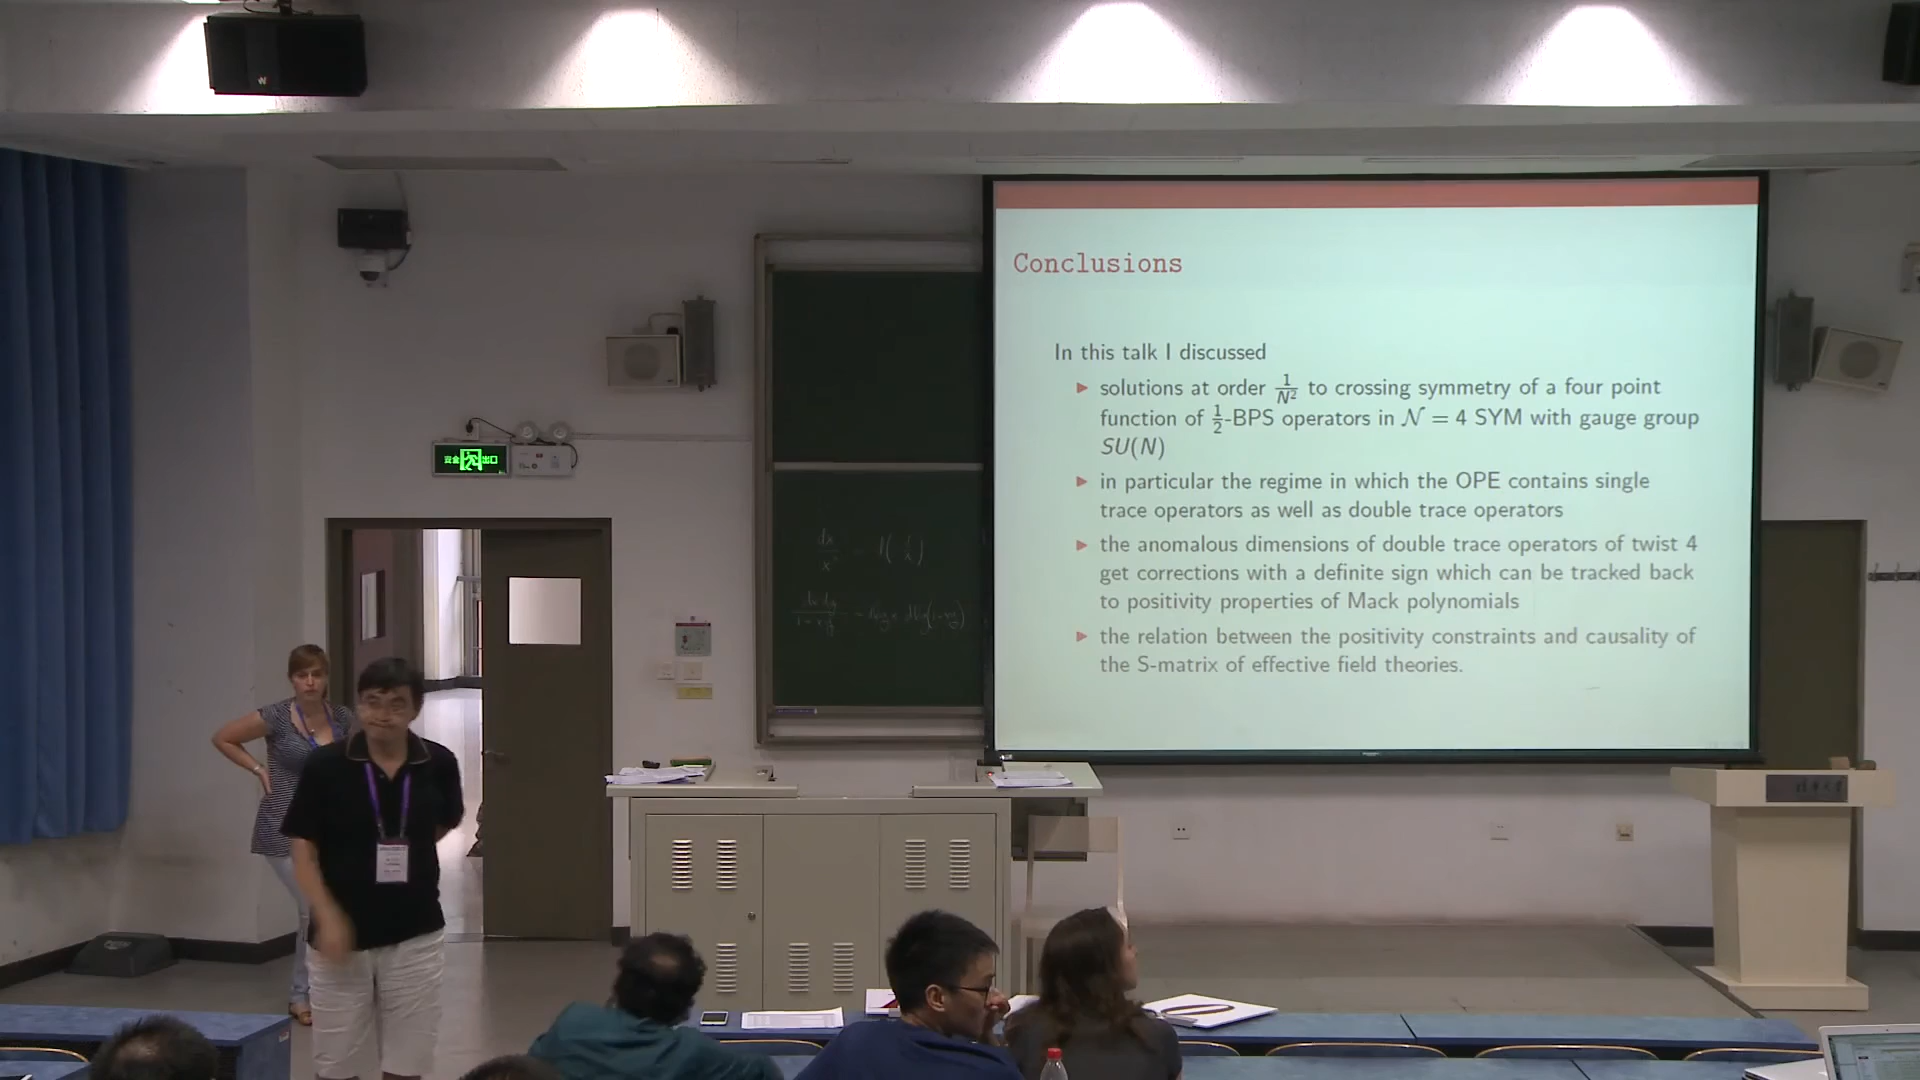 Conclusions
In this talk I discussed
▶ solutions at order 1/N² to crossing symmetry of a four point
function of 1/2-BPS operators in 𝒩 = 4 SYM with gauge group
SU(N)
▶ in particular the regime in which the OPE contains single
trace operators as well as double trace operators
▶ the anomalous dimensions of double trace operators of twist 4
get corrections with a definite sign which can be tracked back
to positivity properties of Mack polynomials
▶ the relation between the positivity constraints and causality of
the S-matrix of effective field theories.
安全出口